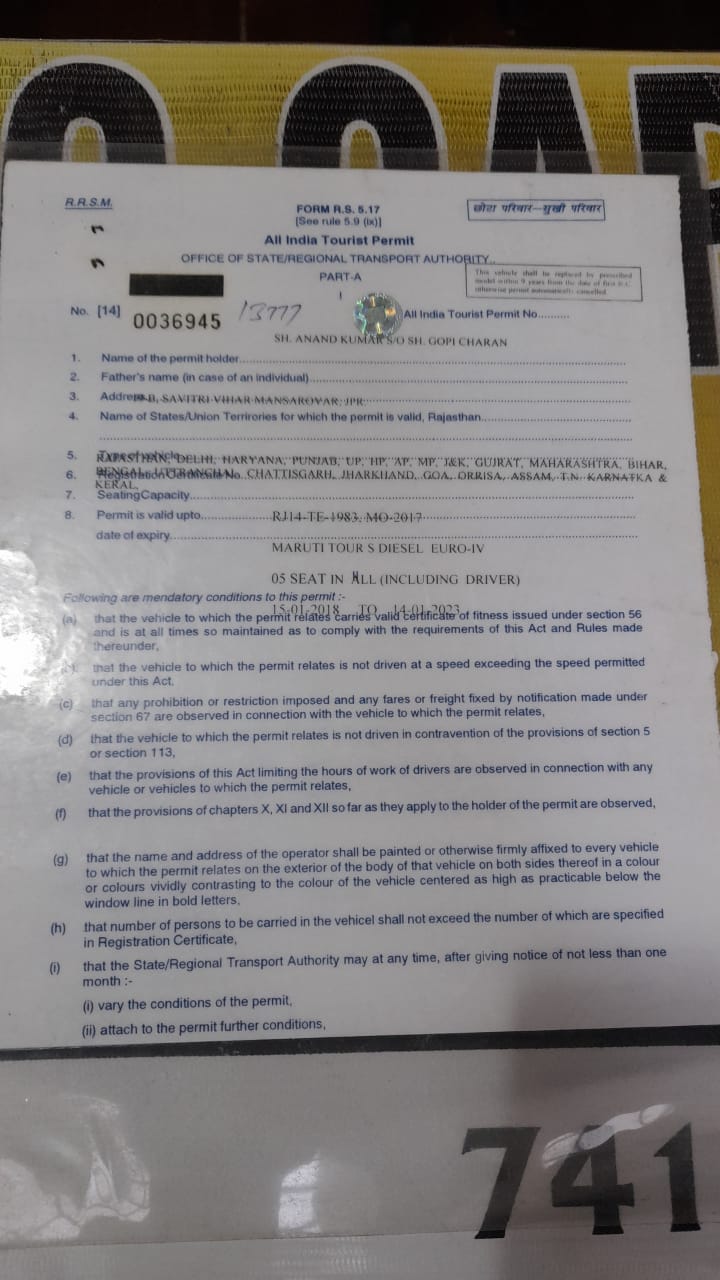 R.R.S.M.
FORM R.S. 5.17
[See rule 5.9 (ix)]
छोटा परिवार–सुखी परिवार
All India Tourist Permit
OFFICE OF STATE/REGIONAL TRANSPORT AUTHORITY..
PART-A
This vehicle shall be replaced by prescribed
model within 9 years from the date of first R.C.
otherwise permit automatically cancelled.
I
No. [14] 0036945 13777 All India Tourist Permit No..........
SH. ANAND KUMAR S/O SH. GOPI CHARAN
1. Name of the permit holder
2. Father's name (in case of an individual)
3. Address B, SAVITRI VIHAR MANSAROVAR, JPR.
4. Name of States/Union Terrirories for which the permit is valid, Rajasthan
5. Type of vehicle
RAJASTHAN, DELHI, HARYANA, PUNJAB, UP, HP, AP, MP, J&K, GUJRAT, MAHARASHTRA, BIHAR,
6. Registration Certificate No.
BENGAL, UTTRANCHAL, CHATTISGARH, JHARKHAND, GOA, ORRISA, ASSAM, T.N. KARNATKA &
KERAL,
7. SeatingCapacity
8. Permit is valid upto
RJ14-TE-1983, MO-2017
date of expiry
MARUTI TOUR S DIESEL EURO-IV
05 SEAT IN ALL (INCLUDING DRIVER)
Following are mandatory conditions to this permit :-
15-01-2018 TO 14-01-2023
(a) that the vehicle to which the permit relates carries valid certificate of fitness issued under section 56
and is at all times so maintained as to comply with the requirements of this Act and Rules made
thereunder,
(b). that the vehicle to which the permit relates is not driven at a speed exceeding the speed permitted
under this Act.
(c) that any prohibition or restriction imposed and any fares or freight fixed by notification made under
section 67 are observed in connection with the vehicle to which the permit relates,
(d) that the vehicle to which the permit relates is not driven in contravention of the provisions of section 5
or section 113,
(e) that the provisions of this Act limiting the hours of work of drivers are observed in connection with any
vehicle or vehicles to which the permit relates,
(f) that the provisions of chapters X, XI and XII so far as they apply to the holder of the permit are observed,
(g) that the name and address of the operator shall be painted or otherwise firmly affixed to every vehicle
to which the permit relates on the exterior of the body of that vehicle on both sides thereof in a colour
or colours vividly contrasting to the colour of the vehicle centered as high as practicable below the
window line in bold letters.
(h) that number of persons to be carried in the vehicel shall not exceed the number of which are specified
in Registration Certificate,
(i) that the State/Regional Transport Authority may at any time, after giving notice of not less than one
month :-
(i) vary the conditions of the permit,
(ii) attach to the permit further conditions,
741